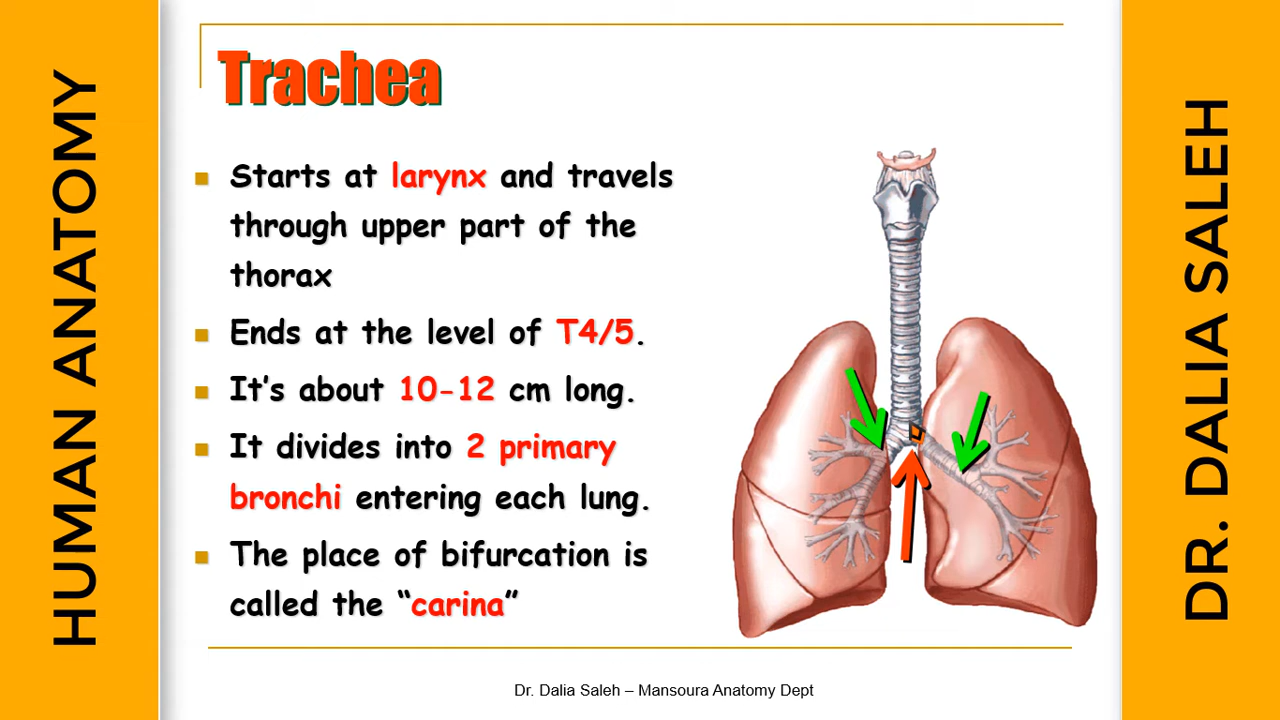 HUMAN ANATOMY
Trachea
■ Starts at larynx and travels
through upper part of the
thorax
■ Ends at the level of T4/5.
■ It’s about 10-12 cm long.
■ It divides into 2 primary
bronchi entering each lung.
■ The place of bifurcation is
called the “carina”
Dr. Dalia Saleh – Mansoura Anatomy Dept
DR. DALIA SALEH